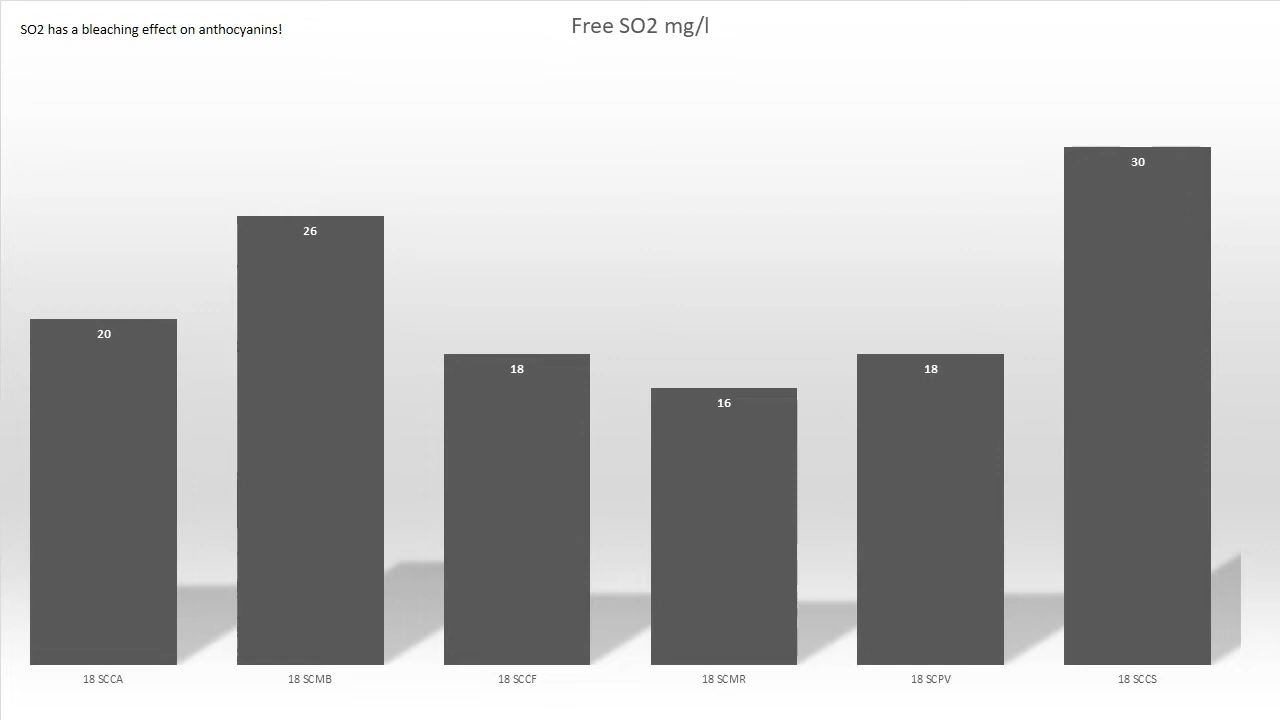 SO2 has a bleaching effect on anthocyanins!
Free SO2 mg/l
20
26
18
16
18
30
18 SCCA
18 SCMB
18 SCCF
18 SCMR
18 SCPV
18 SCCS